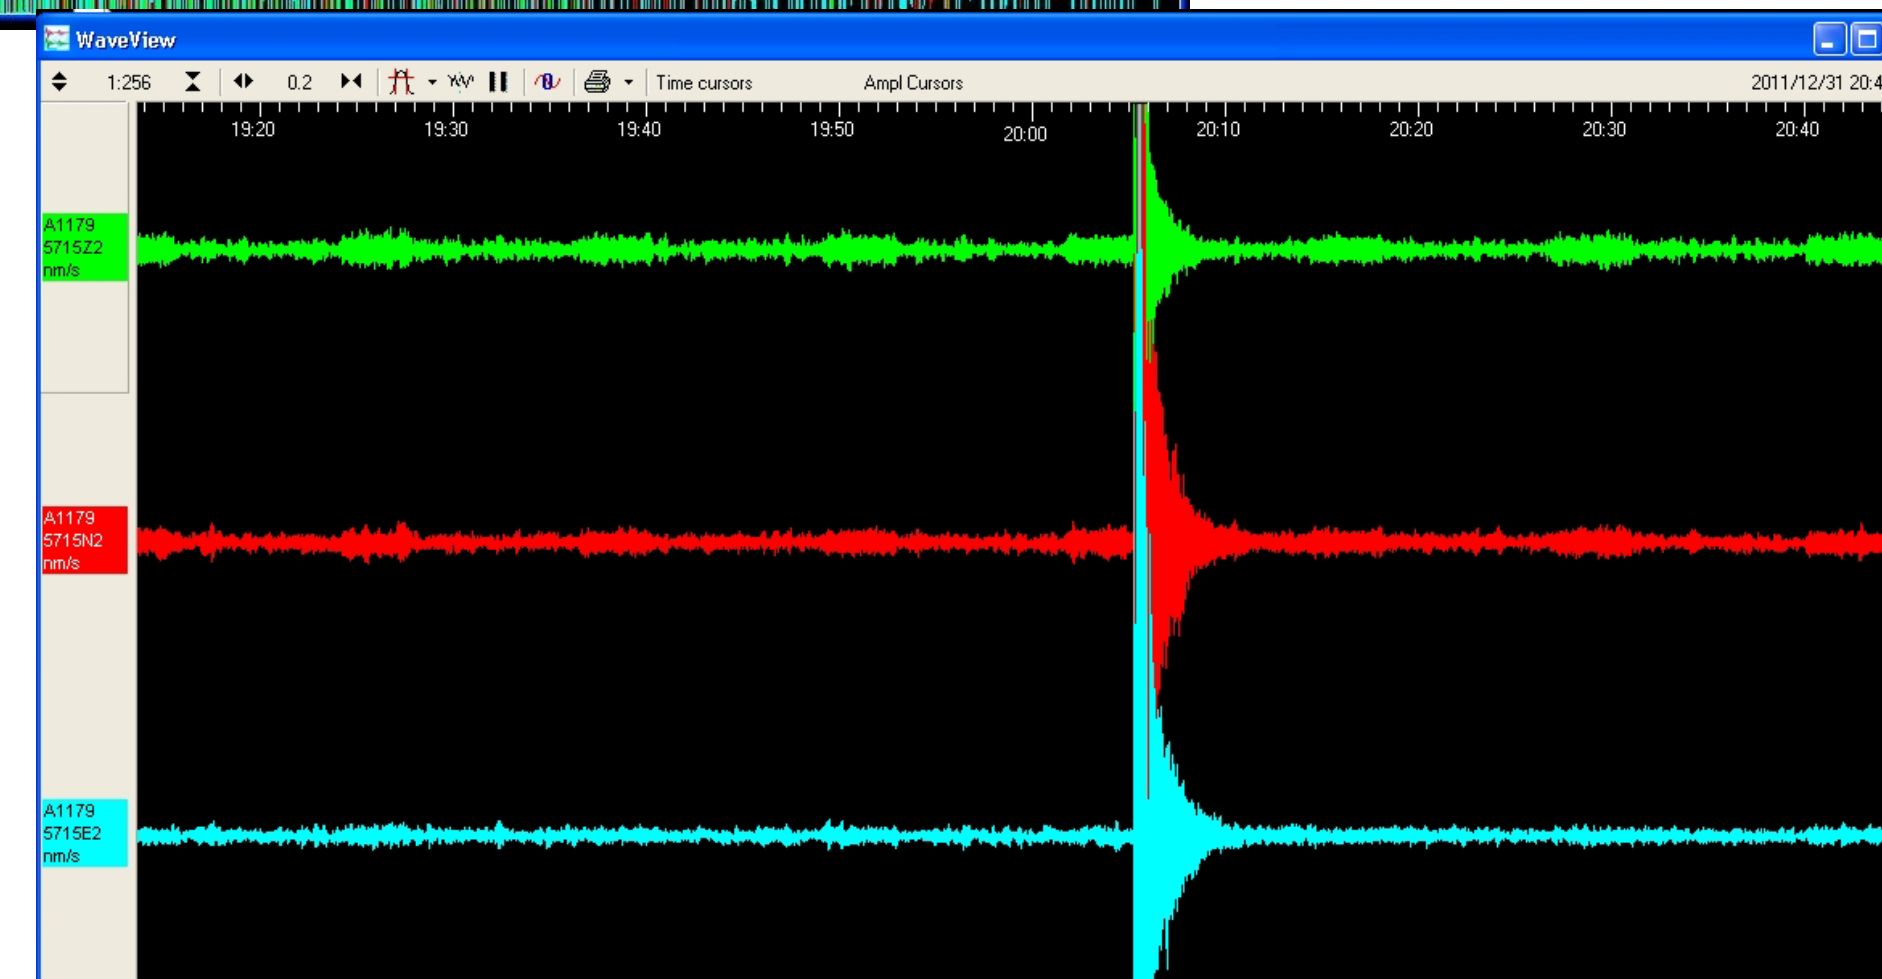 WaveView
1:256 0.2 Time cursors Ampl Cursors 2011/12/31 20:4
19:20 19:30 19:40 19:50 20:00 20:10 20:20 20:30 20:40
A1179
5715Z2
nm/s
A1179
5715N2
nm/s
A1179
5715E2
nm/s